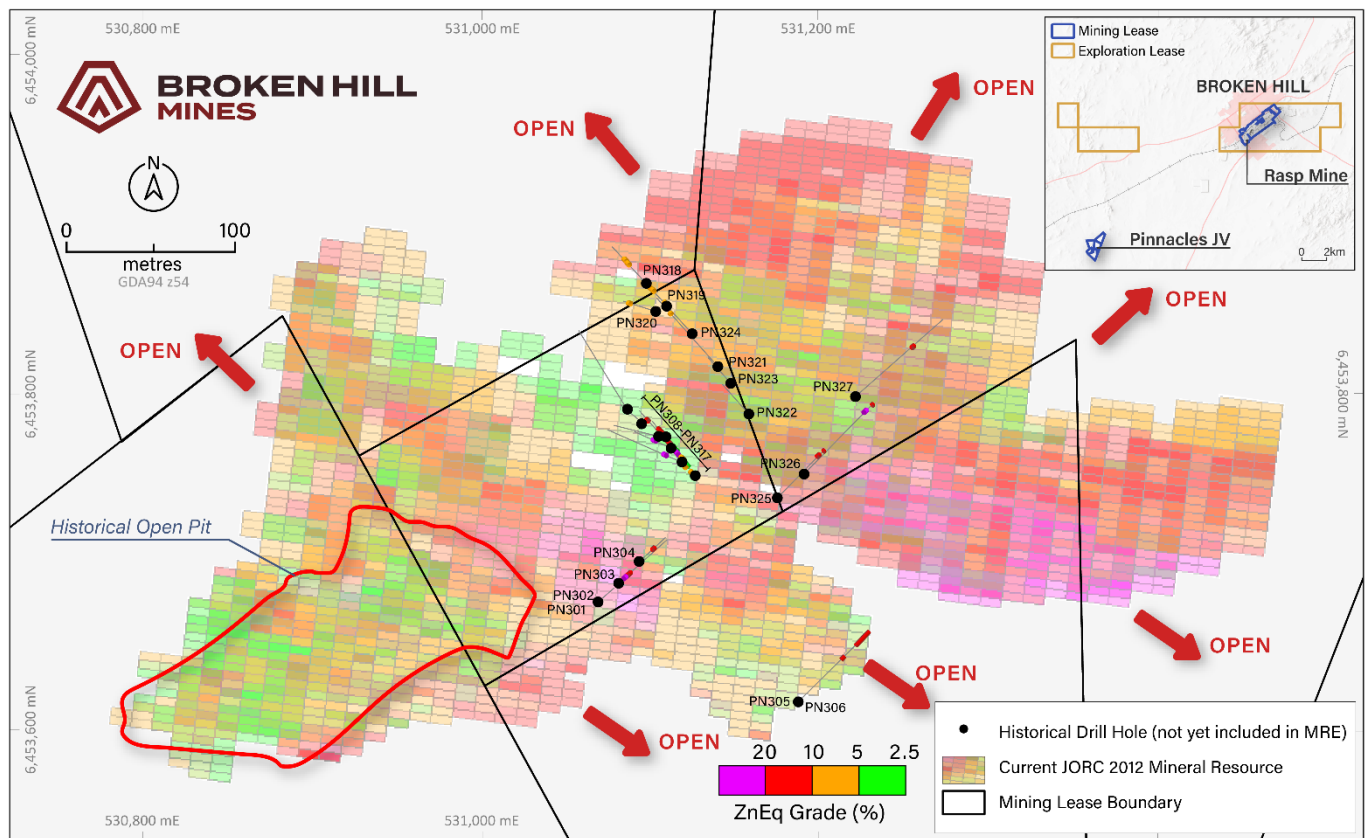 530,800 mE
531,000 mE
531,200 mE
6,454,000 mN
BROKEN HILL
MINES
N
0
100
metres
GDA94 z54
Mining Lease
Exploration Lease
BROKEN HILL
Rasp Mine
Pinnacles JV
0
2km
OPEN
OPEN
OPEN
OPEN
PN318
PN319
PN320
PN324
PN321
PN323
PN327
PN322
PN308-PN317
PN326
PN325
6,453,800 mN
6,453,800 mN
Historical Open Pit
PN304
PN303
PN302
PN301
PN305
PN306
OPEN
OPEN
OPEN
6,453,600 mN
20
10
5
2.5
ZnEq Grade (%)
Historical Drill Hole (not yet included in MRE)
Current JORC 2012 Mineral Resource
Mining Lease Boundary
530,800 mE
531,000 mE